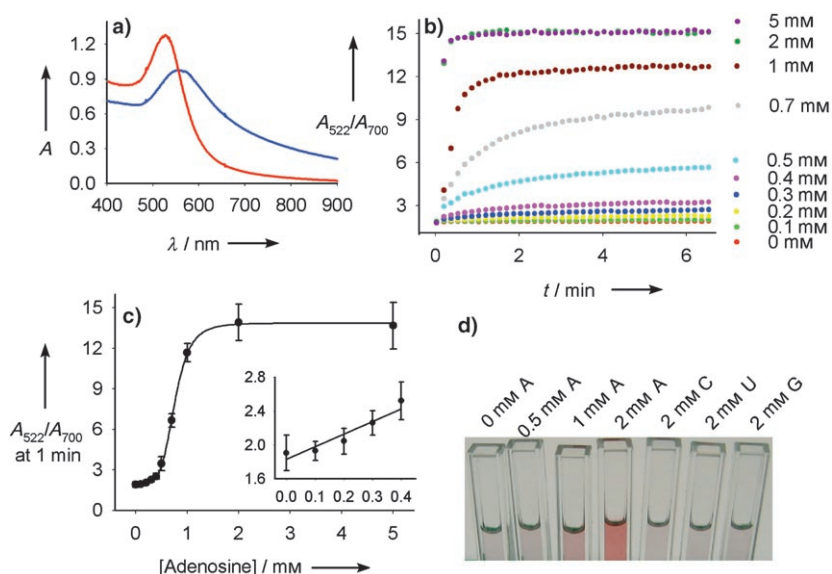 a)
1.2
0.9
A
0.6
0.3
0.0
400 500 600 700 800 900
λ / nm
b)
15
12
A522/A700
9
6
3
0 2 4 6
t / min
5 mM
2 mM
1 mM
0.7 mM
0.5 mM
0.4 mM
0.3 mM
0.2 mM
0.1 mM
0 mM
c)
15
12
9
A522/A700
at 1 min
6
3
0
0 1 2 3 4 5
[Adenosine] / mM
2.8
2.4
2.0
1.6
0.0 0.1 0.2 0.3 0.4
d)
0 mM A
0.5 mM A
1 mM A
2 mM A
2 mM C
2 mM U
2 mM G